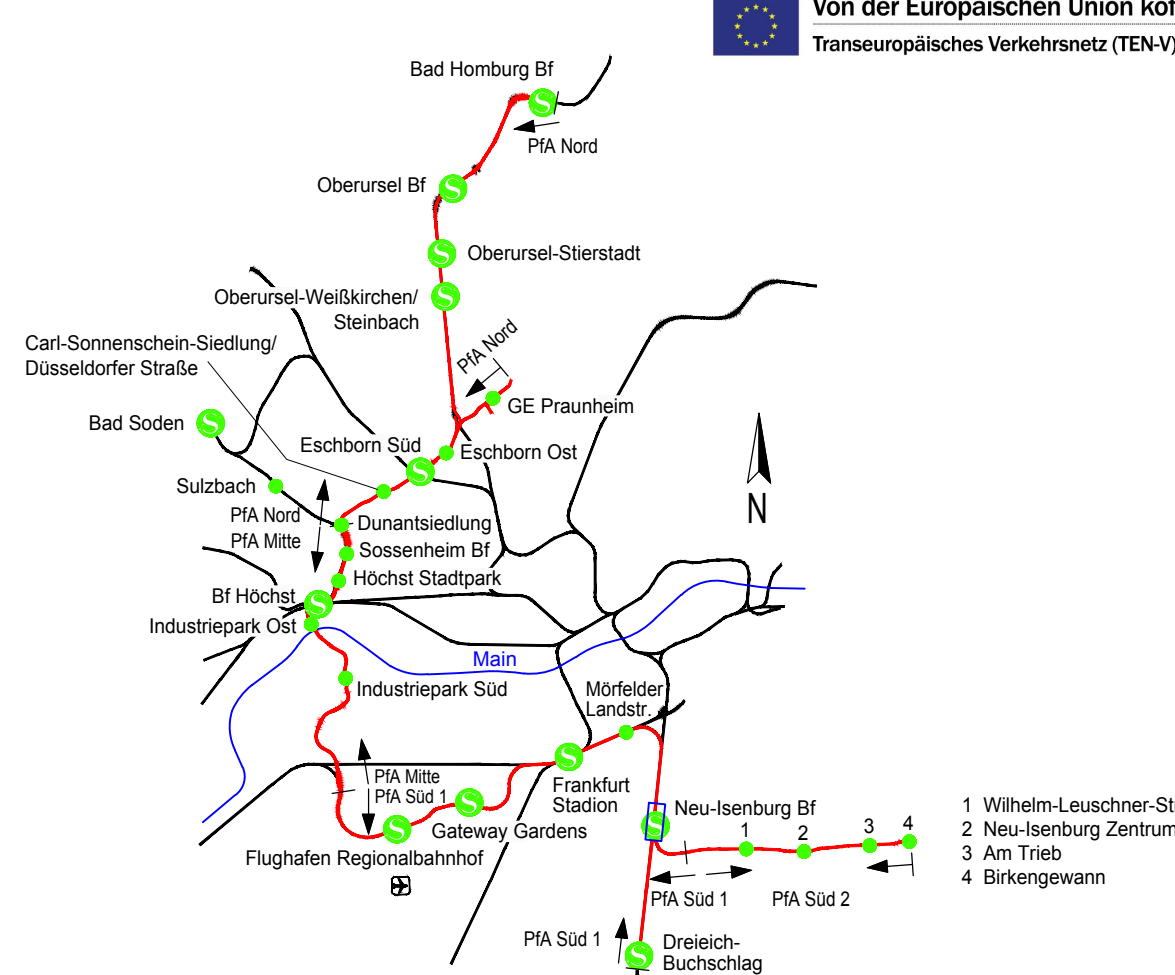 Von der Europäischen Union
Transeuropäisches Verkehrsnetz (TEN-V)
Bad Homburg Bf
PfA Nord
Oberursel Bf
Oberursel-Stierstadt
Oberursel-Weißkirchen/
Steinbach
Carl-Sonnenschein-Siedlung/
Düsseldorfer Straße
PfA Nord
GE Praunheim
Bad Soden
Eschborn Süd
Eschborn Ost
Sulzbach
PfA Nord
PfA Mitte
Dunantsiedlung
Sossenheim Bf
Höchst Stadtpark
Bf Höchst
Industriepark Ost
N
Main
Industriepark Süd
Mörfelder
Landstr.
PfA Mitte
PfA Süd 1
Frankfurt
Stadion
Gateway Gardens
Flughafen Regionalbahnhof
Neu-Isenburg Bf
1 2 3 4
1 Wilhelm-Leuschner-
2 Neu-Isenburg Zentrum
3 Am Trieb
4 Birkengewann
PfA Süd 1
PfA Süd 2
PfA Süd 1
Dreieich-
Buchschlag
S
S
S
S
S
S
S
S
S
S
S
S